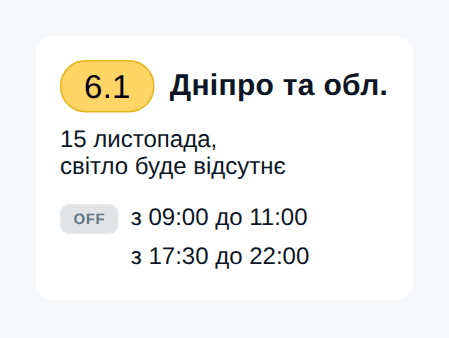 6.1 Дніпро та обл.
15 листопада,
світло буде відсутнє
OFF з 09:00 до 11:00
з 17:30 до 22:00